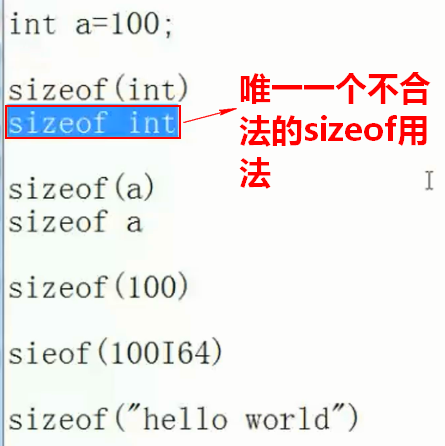 int a=100;
sizeof(int)
sizeof int
唯一一个不合
法的sizeof用
法
sizeof(a)
sizeof a
sizeof(100)
sieof(100I64)
sizeof("hello world")